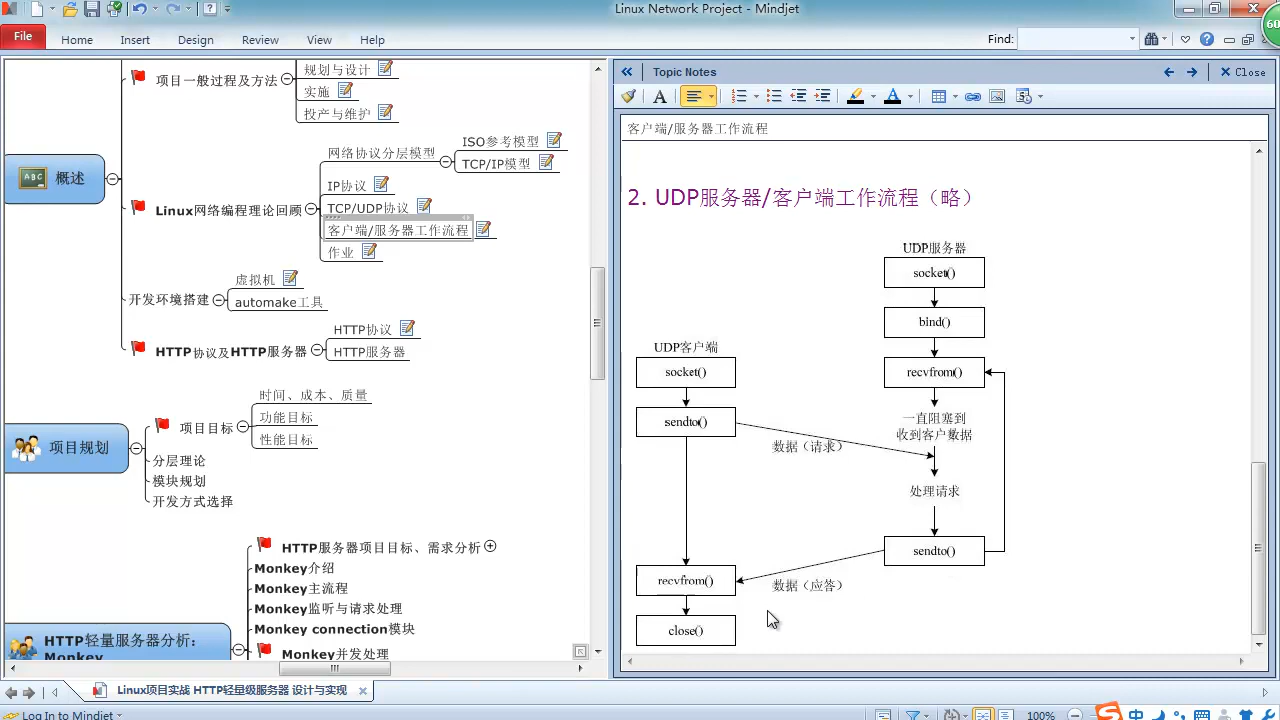 Linux Network Project - Mindjet
60
File
Home
Insert
Design
Review
View
Help
Find:
规划与设计
项目一般过程及方法
实施
投产与维护
ISO参考模型
网络协议分层模型
TCP/IP模型
ABC
概述
IP协议
Linux网络编程理论回顾
TCP/UDP协议
客户端/服务器工作流程
作业
虚拟机
开发环境搭建
automake工具
HTTP协议
HTTP协议及HTTP服务器
HTTP服务器
时间、成本、质量
项目目标
功能目标
性能目标
项目规划
分层理论
模块规划
开发方式选择
HTTP服务器项目目标、需求分析
Monkey介绍
Monkey主流程
Monkey监听与请求处理
HTTP轻量服务器分析：
Monkey
Monkey connection模块
Monkey并发处理
Topic Notes
Close
客户端/服务器工作流程
2. UDP服务器/客户端工作流程（略）
UDP服务器
socket()
bind()
UDP客户端
socket()
recvfrom()
sendto()
一直阻塞到
收到客户数据
数据（请求）
处理请求
sendto()
recvfrom()
数据（应答）
close()
Linux项目实战 HTTP轻量级服务器 设计与实现
Log In to Mindjet
100%
中